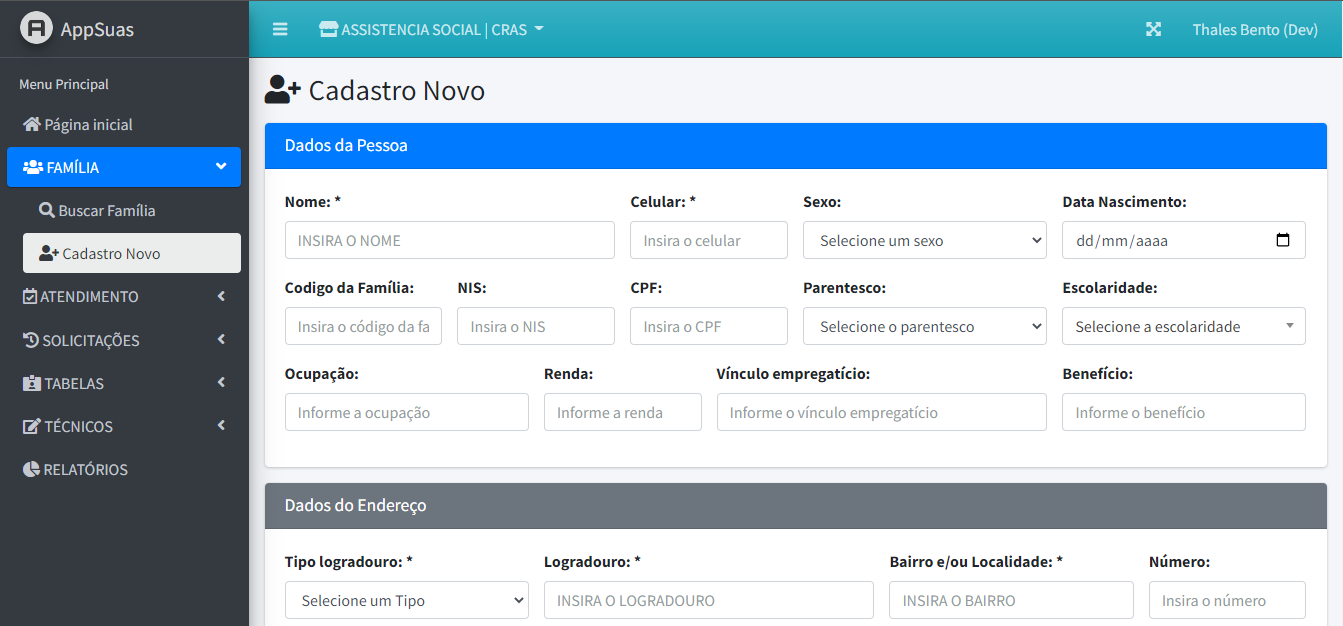 AppSuas
ASSISTENCIA SOCIAL | CRAS
Thales Bento (Dev)
Menu Principal
Página inicial
FAMÍLIA
Buscar Família
Cadastro Novo
ATENDIMENTO
SOLICITAÇÕES
TABELAS
TÉCNICOS
RELATÓRIOS
Cadastro Novo
Dados da Pessoa
Nome: * Celular: * Sexo: Data Nascimento:
INSIRA O NOME Insira o celular Selecione um sexo dd/mm/aaaa
Codigo da Família: NIS: CPF: Parentesco: Escolaridade:
Insira o código da fa Insira o NIS Insira o CPF Selecione o parentesco Selecione a escolaridade
Ocupação: Renda: Vínculo empregatício: Benefício:
Informe a ocupação Informe a renda Informe o vínculo empregatício Informe o benefício
Dados do Endereço
Tipo logradouro: * Logradouro: * Bairro e/ou Localidade: * Número:
Selecione um Tipo INSIRA O LOGRADOURO INSIRA O BAIRRO Insira o número